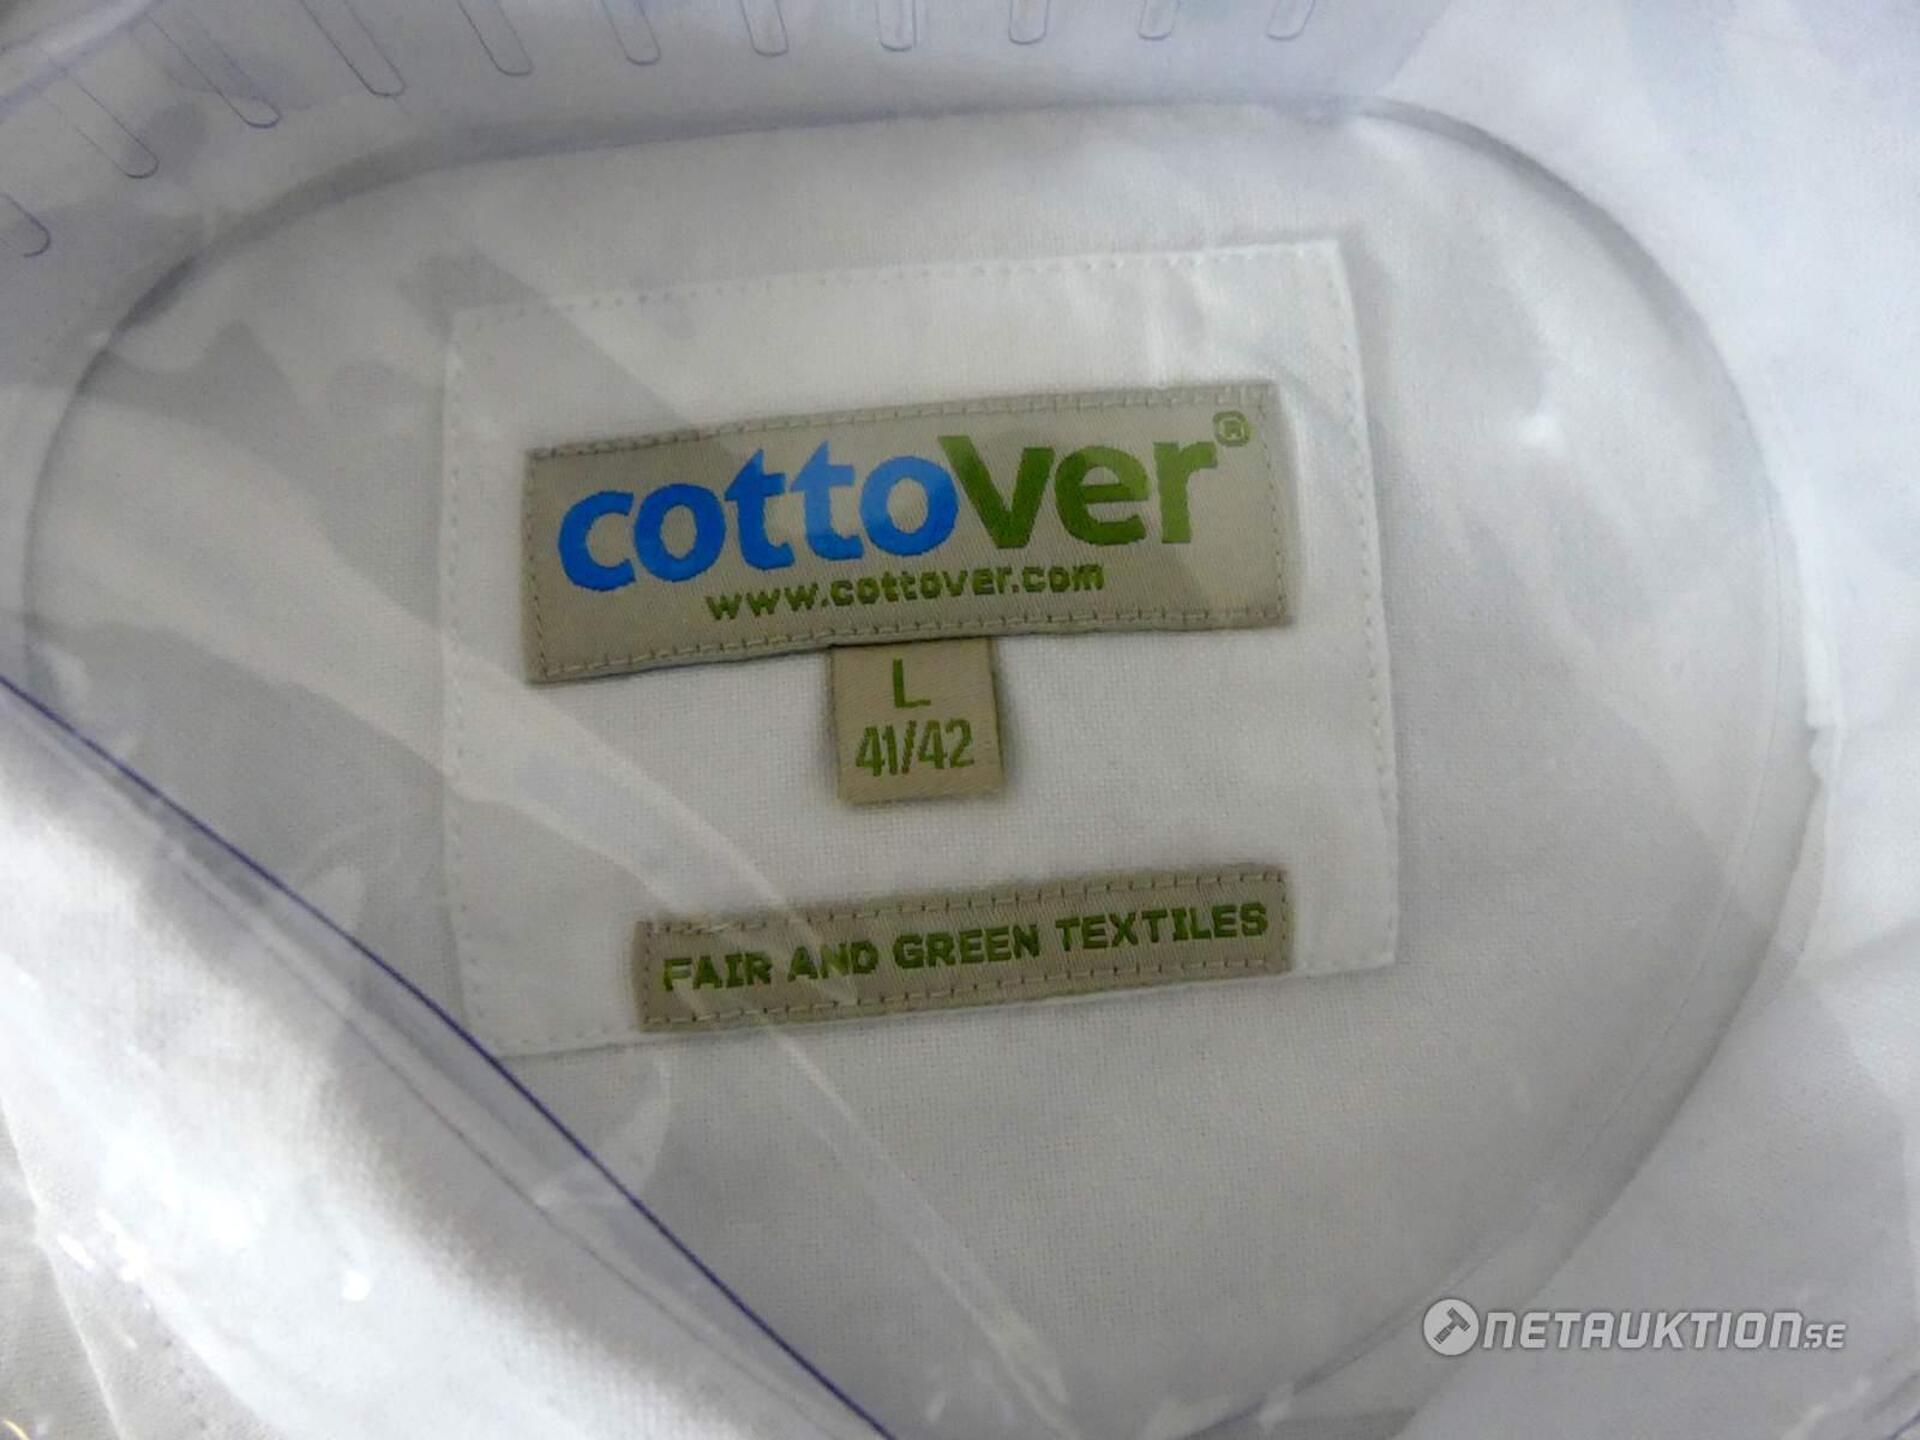 cottoVer®
www.cottover.com
L
41/42
FAIR AND GREEN TEXTILES
NETAUKTION.SE